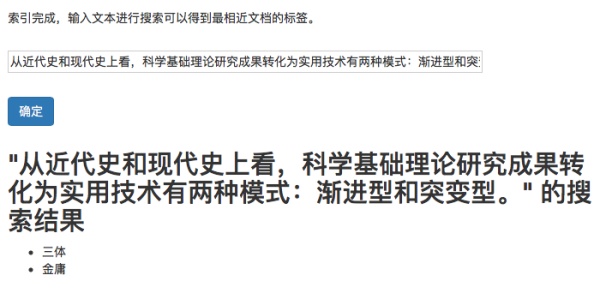 索引完成，输入文本进行搜索可以得到最相近文档的标签。
从近代史和现代史上看，科学基础理论研究成果转化为实用技术有两种模式：渐进型和突
确定
"从近代史和现代史上看，科学基础理论研究成果转
化为实用技术有两种模式：渐进型和突变型。" 的搜
索结果
三体
金庸